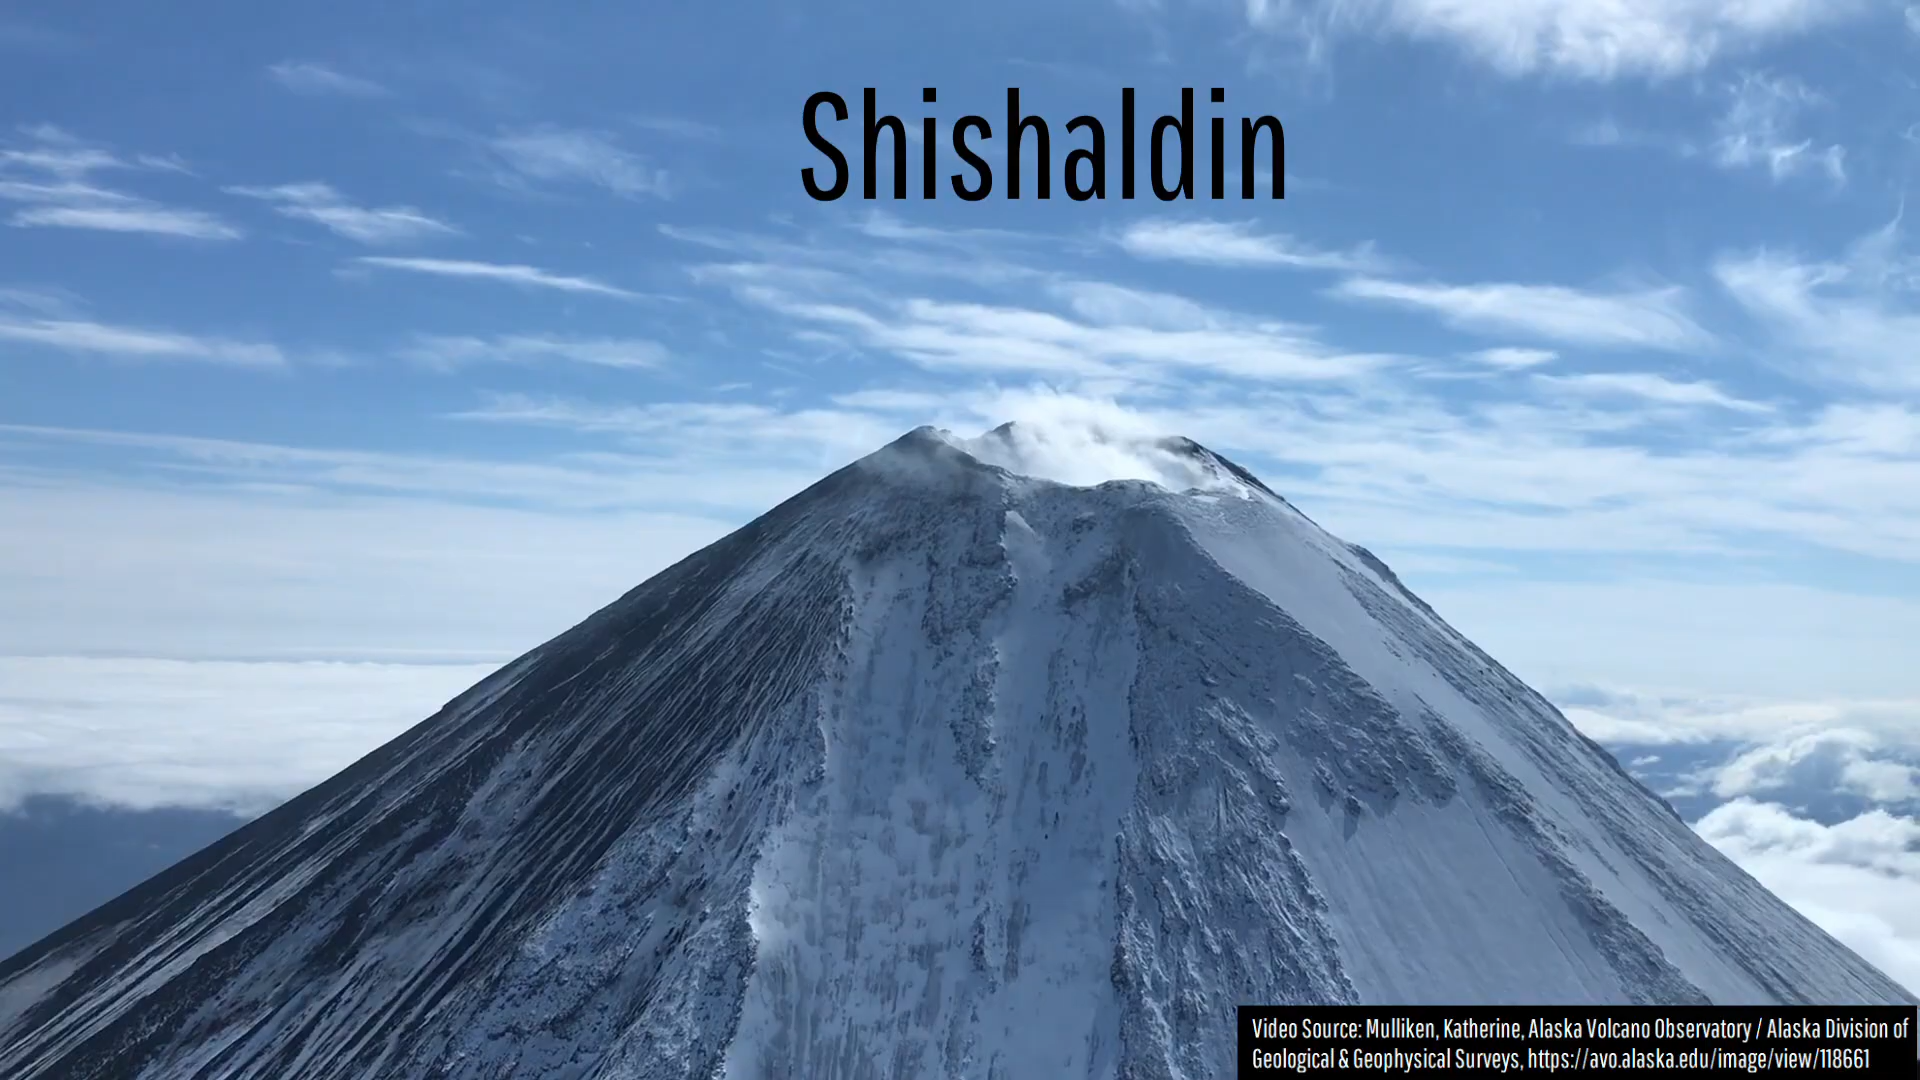 Shishaldin
Video Source: Mulliken, Katherine, Alaska Volcano Observatory / Alaska Division of
Geological & Geophysical Surveys, https://avo.alaska.edu/image/view/118661